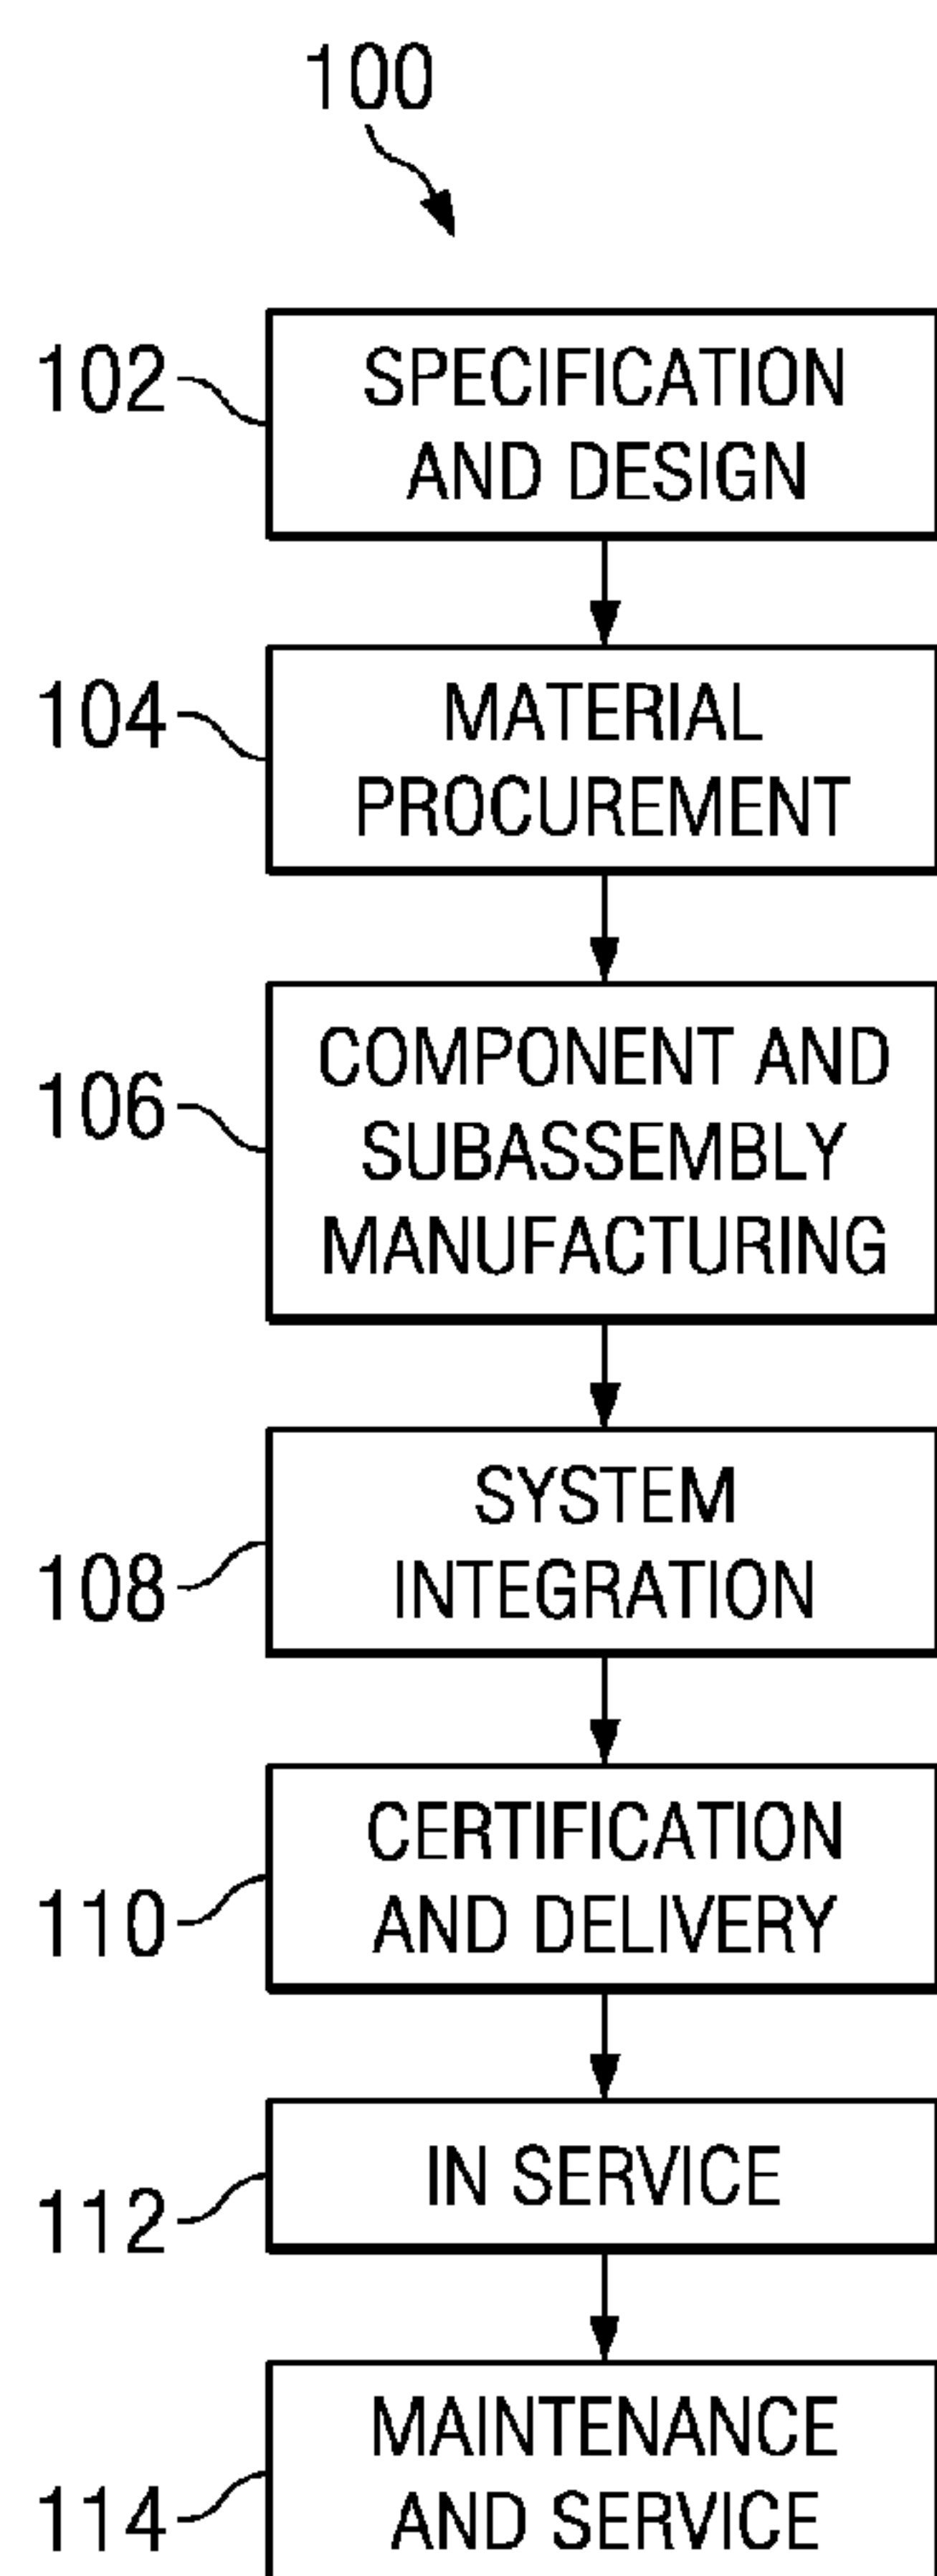 100
102
SPECIFICATION
AND DESIGN
104
MATERIAL
PROCUREMENT
106
COMPONENT AND
SUBASSEMBLY
MANUFACTURING
108
SYSTEM
INTEGRATION
110
CERTIFICATION
AND DELIVERY
112
IN SERVICE
114
MAINTENANCE
AND SERVICE